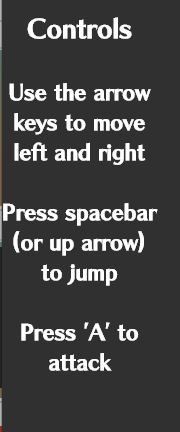 Controls
Use the arrow
keys to move
left and right
Press spacebar
(or up arrow)
to jump
Press 'A' to
attack